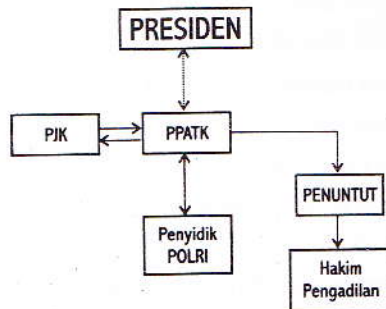 PRESIDEN
PJK
PPATK
PENUNTUT
Penyidik
POLRI
Hakim
Pengadilan